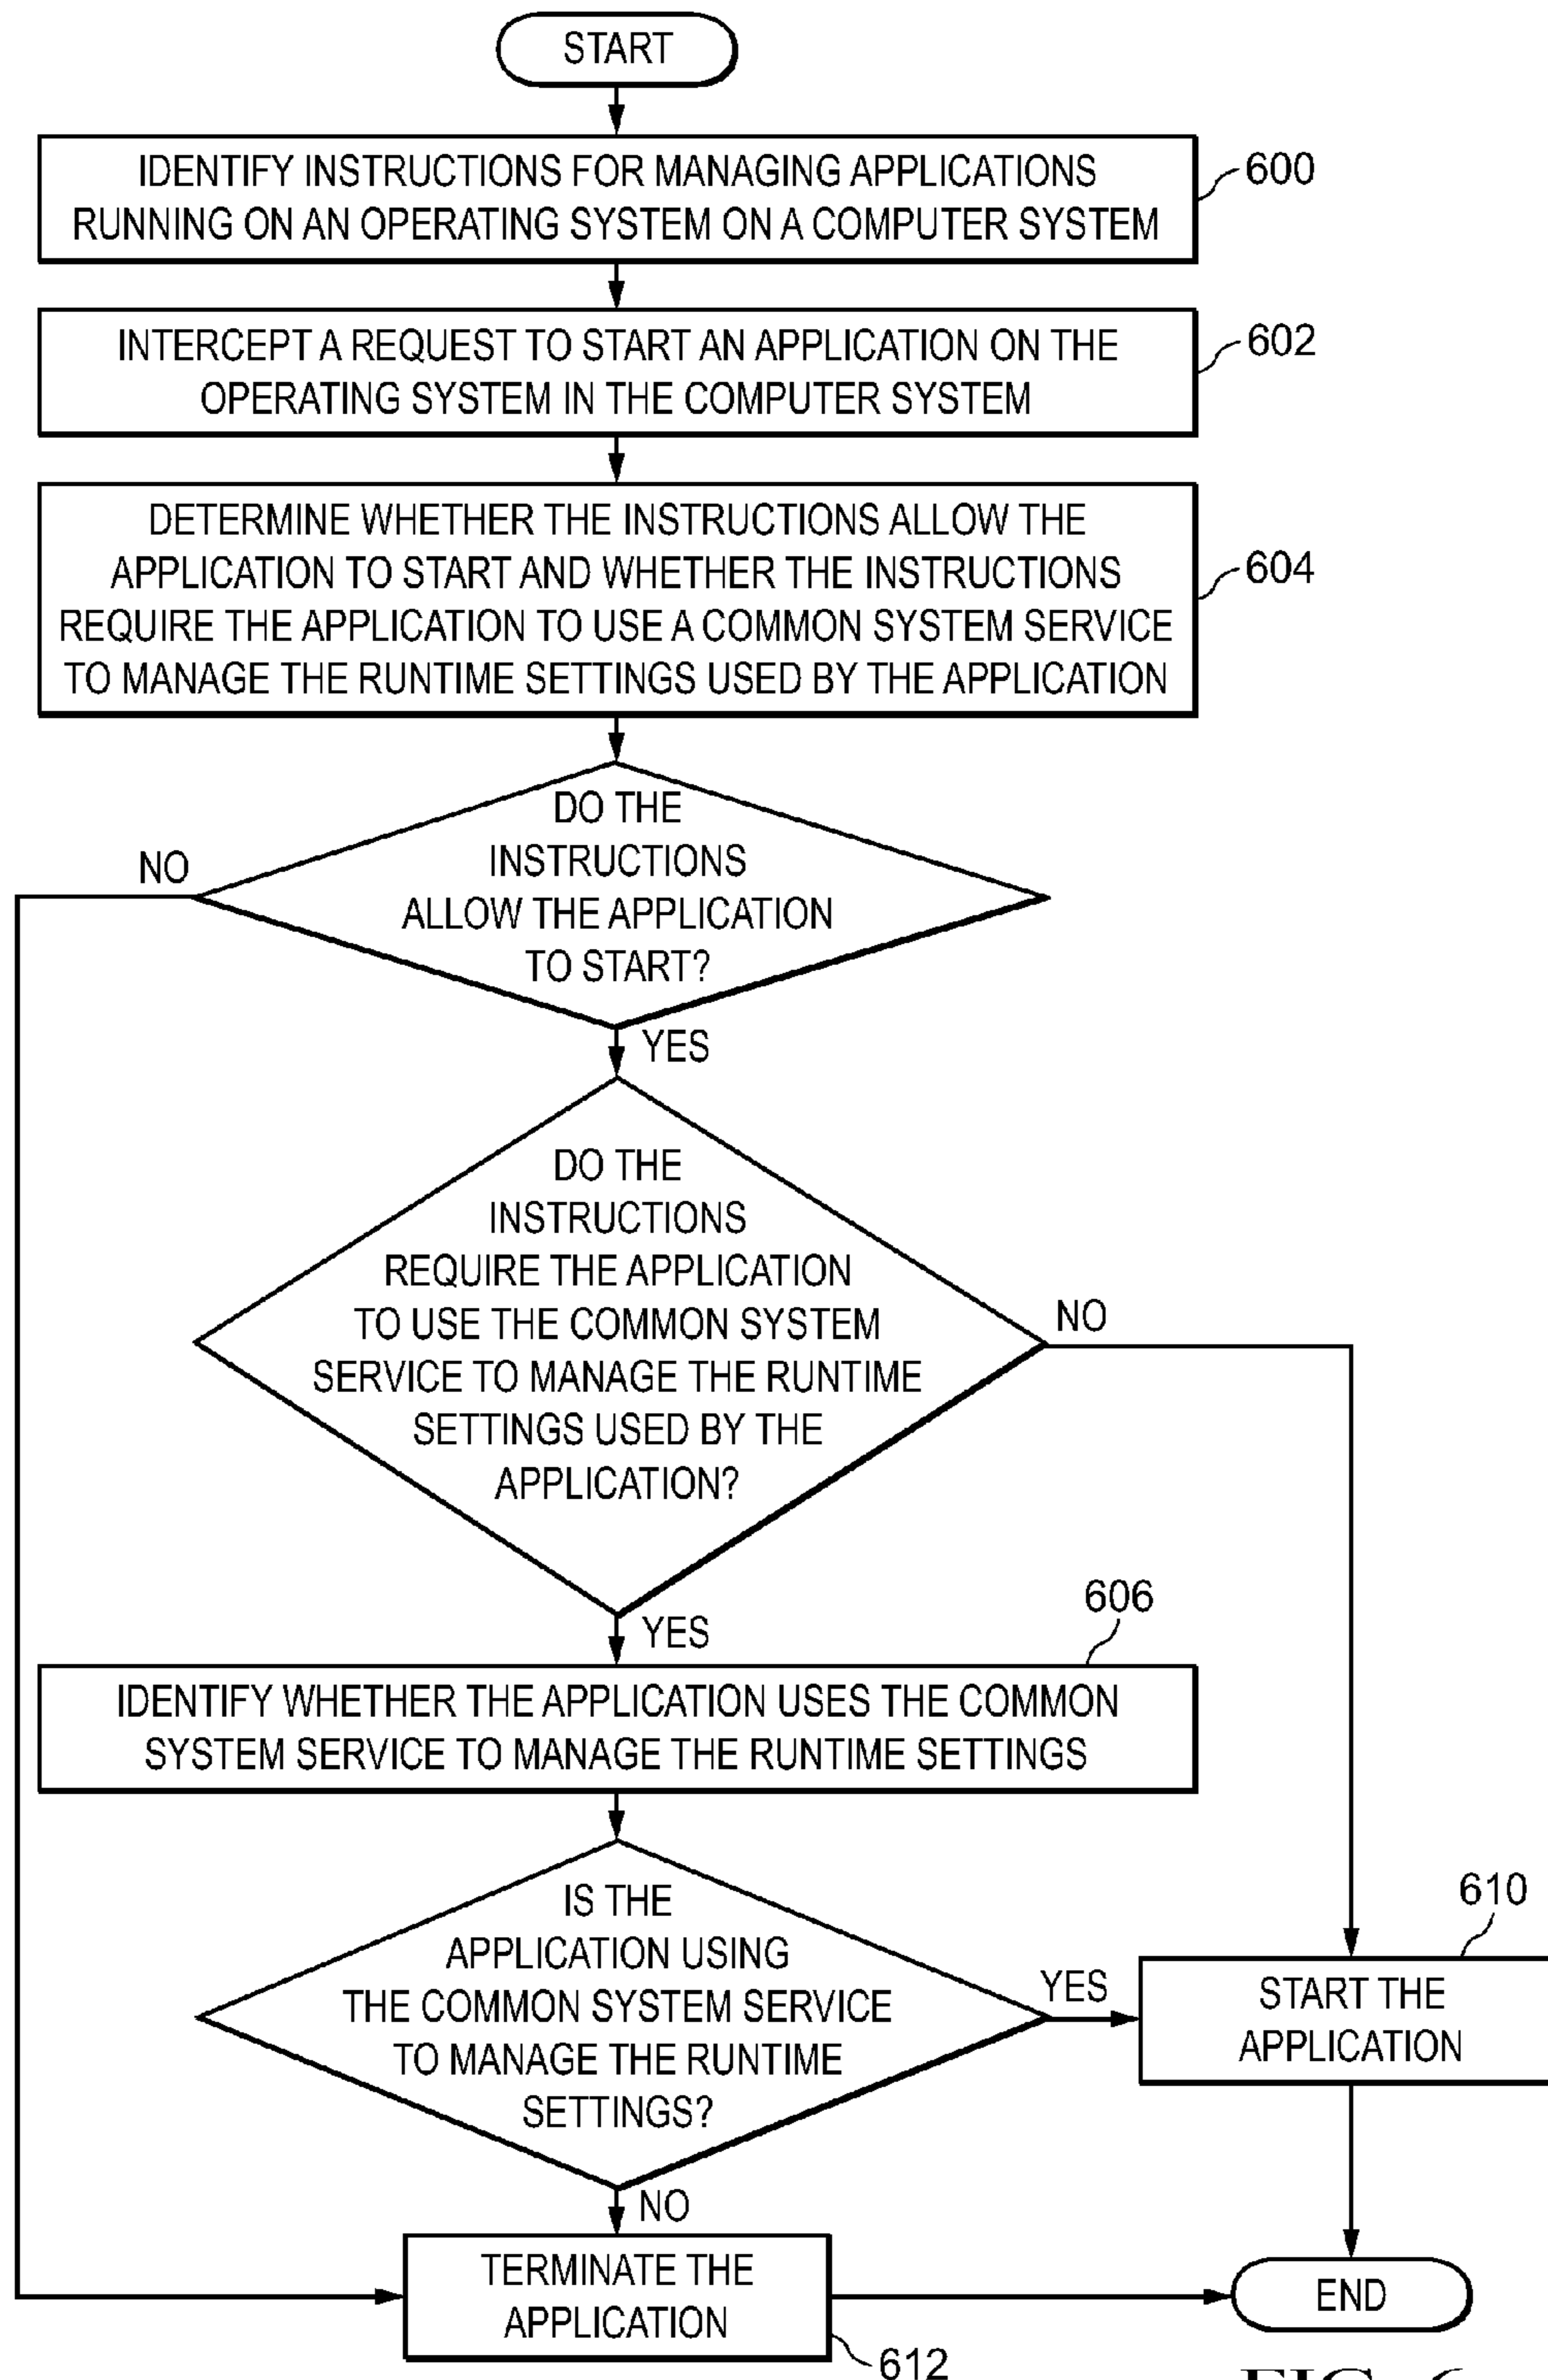 START
IDENTIFY INSTRUCTIONS FOR MANAGING APPLICATIONS
RUNNING ON AN OPERATING SYSTEM ON A COMPUTER SYSTEM
600
INTERCEPT A REQUEST TO START AN APPLICATION ON THE
OPERATING SYSTEM IN THE COMPUTER SYSTEM
602
DETERMINE WHETHER THE INSTRUCTIONS ALLOW THE
APPLICATION TO START AND WHETHER THE INSTRUCTIONS
REQUIRE THE APPLICATION TO USE A COMMON SYSTEM SERVICE
TO MANAGE THE RUNTIME SETTINGS USED BY THE APPLICATION
604
DO THE
INSTRUCTIONS
ALLOW THE APPLICATION
TO START?
NO
YES
DO THE
INSTRUCTIONS
REQUIRE THE APPLICATION
TO USE THE COMMON SYSTEM
SERVICE TO MANAGE THE RUNTIME
SETTINGS USED BY THE
APPLICATION?
NO
YES
606
IDENTIFY WHETHER THE APPLICATION USES THE COMMON
SYSTEM SERVICE TO MANAGE THE RUNTIME SETTINGS
IS THE
APPLICATION USING
THE COMMON SYSTEM SERVICE
TO MANAGE THE RUNTIME
SETTINGS?
YES
610
START THE
APPLICATION
NO
TERMINATE THE
APPLICATION
612
END